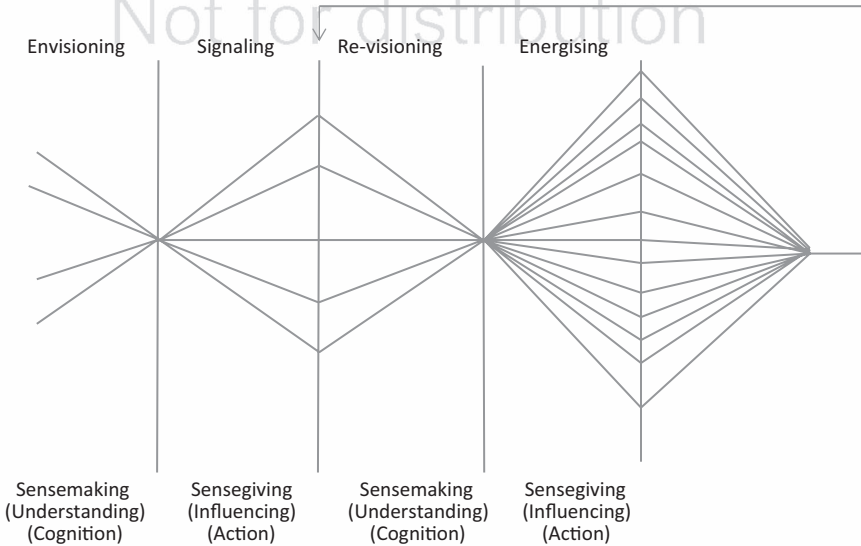 Not for distribution
Envisioning Signaling Re-visioning Energising
Sensemaking
(Understanding)
(Cognition)
Sensegiving
(Influencing)
(Action)
Sensemaking
(Understanding)
(Cognition)
Sensegiving
(Influencing)
(Action)